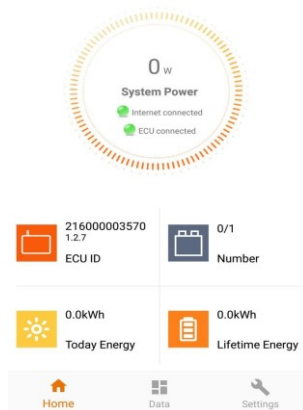 0 W
System Power
Internet connected
ECU connected
216000003570
1.2.7
ECU ID
0/1
Number
0.0kWh
Today Energy
0.0kWh
Lifetime Energy
Home
Data
Settings